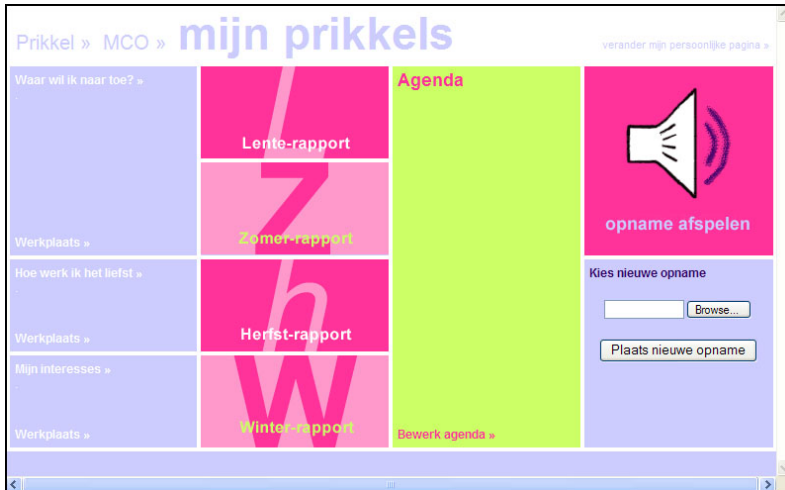 Prikkel » MCO » mijn prikkels
verander mijn persoonlijke pagina »
Waar wil ik naar toe? »
Werkplaats »
Hoe werk ik het liefst »
Werkplaats »
Mijn interesses »
Werkplaats »
l
Lente-rapport
Z
Zomer-rapport
h
Herfst-rapport
W
Winter-rapport
Agenda
Bewerk agenda »
opname afspelen
Kies nieuwe opname
Browse...
Plaats nieuwe opname